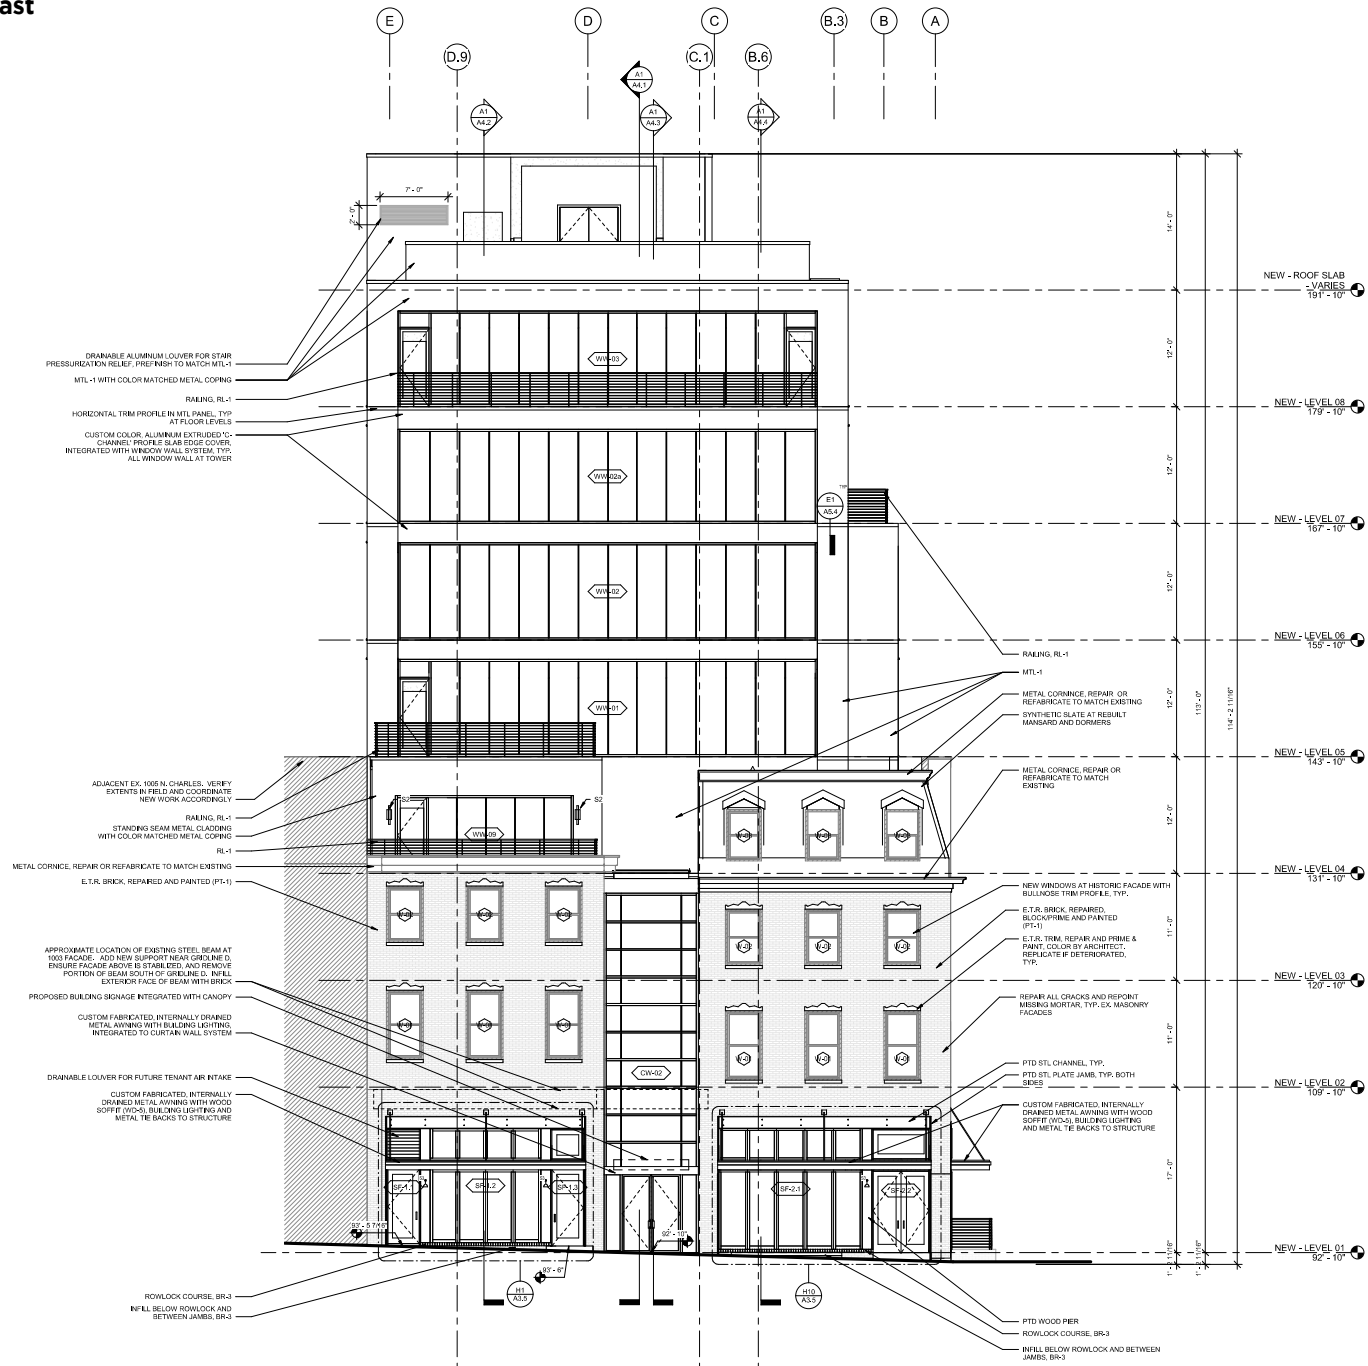 ast
E
D
C
B.3
B
A
D.9
C.1
B.6
A1
A4.1
A1
A4.2
A1
A4.3
A1
A4.4
7' - 0"
2' - 0"
14' - 0"
NEW - ROOF SLAB
- VARIES
191' - 10"
DRAINABLE ALUMINUM LOUVER FOR STAIR
PRESSURIZATION RELIEF, PREFINISH TO MATCH MTL-1
MTL -1 WITH COLOR MATCHED METAL COPING
RAILING, RL-1
HORIZONTAL TRIM PROFILE IN MTL PANEL, TYP
AT FLOOR LEVELS
CUSTOM COLOR, ALUMINUM EXTRUDED 'C-
CHANNEL' PROFILE SLAB EDGE COVER,
INTEGRATED WITH WINDOW WALL SYSTEM, TYP.
ALL WINDOW WALL AT TOWER
WW-03
12' - 0"
NEW - LEVEL 08
179' - 10"
WW-02a
12' - 0"
TYP
E1
A5.4
NEW - LEVEL 07
167' - 10"
WW-02
12' - 0"
NEW - LEVEL 06
155' - 10"
RAILING, RL-1
MTL-1
METAL CORNINCE, REPAIR OR
REFABRICATE TO MATCH EXISTING
SYNTHETIC SLATE AT REBUILT
MANSARD AND DORMERS
WW-01
12' - 0"
113' - 0"
114' - 2 11/16"
NEW - LEVEL 05
143' - 10"
METAL CORNICE, REPAIR OR
REFABRICATE TO MATCH
EXISTING
ADJACENT EX. 1005 N. CHARLES. VERIFY
EXTENTS IN FIELD AND COORDINATE
NEW WORK ACCORDINGLY
RAILING, RL-1
STANDING SEAM METAL CLADDING
WITH COLOR MATCHED METAL COPING
RL-1
METAL CORNICE, REPAIR OR REFABRICATE TO MATCH EXISTING
E.T.R. BRICK, REPAIRED AND PAINTED (PT-1)
S2
S2
WW-09
12' - 0"
NEW - LEVEL 04
131' - 10"
NEW WINDOWS AT HISTORIC FACADE WITH
BULLNOSE TRIM PROFILE, TYP.
E.T.R. BRICK, REPAIRED,
BLOCK/PRIME AND PAINTED
(PT-1)
E.T.R. TRIM, REPAIR AND PRIME &
PAINT, COLOR BY ARCHITECT.
REPLICATE IF DETERIORATED,
TYP.
W-02
W-02
W-02
11' - 0"
APPROXIMATE LOCATION OF EXISTING STEEL BEAM AT
1003 FACADE. ADD NEW SUPPORT NEAR GRIDLINE D,
ENSURE FACADE ABOVE IS STABILIZED, AND REMOVE
PORTION OF BEAM SOUTH OF GRIDLINE D. INFILL
EXTERIOR FACE OF BEAM WITH BRICK
PROPOSED BUILDING SIGNAGE INTEGRATED WITH CANOPY
CUSTOM FABRICATED, INTERNALLY DRAINED
METAL AWNING WITH BUILDING LIGHTING,
INTEGRATED TO CURTAIN WALL SYSTEM
NEW - LEVEL 03
120' - 10"
REPAIR ALL CRACKS AND REPOINT
MISSING MORTAR, TYP. EX. MASONRY
FACADES
11' - 0"
CW-02
DRAINABLE LOUVER FOR FUTURE TENANT AIR INTAKE
CUSTOM FABRICATED, INTERNALLY
DRAINED METAL AWNING WITH WOOD
SOFFIT (WD-5), BUILDING LIGHTING AND
METAL TIE BACKS TO STRUCTURE
PTD STL CHANNEL, TYP.
PTD STL PLATE JAMB, TYP. BOTH
SIDES
NEW - LEVEL 02
109' - 10"
CUSTOM FABRICATED, INTERNALLY
DRAINED METAL AWNING WITH WOOD
SOFFIT (WD-5), BUILDING LIGHTING
AND METAL TIE BACKS TO STRUCTURE
17' - 0"
SF-1.1
SF-1.2
SF-1.3
SF-2.1
SF-2.2
93' - 5 7/16"
92' - 10"
93' - 6"
1' - 2 11/16"
1' - 2 11/16"
NEW - LEVEL 01
92' - 10"
H1
A3.5
H10
A3.5
ROWLOCK COURSE, BR-3
INFILL BELOW ROWLOCK AND
BETWEEN JAMBS, BR-3
PTD WOOD PIER
ROWLOCK COURSE, BR-3
INFILL BELOW ROWLOCK AND BETWEEN
JAMBS, BR-3